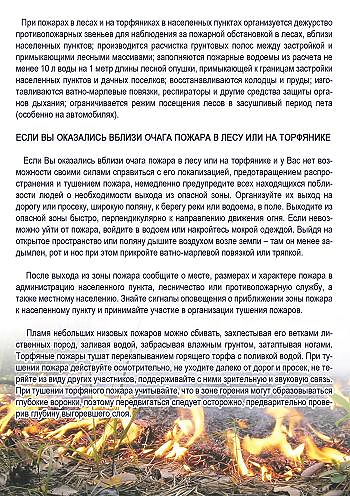 При пожарах в лесах и на торфяниках в населенных пунктах организуется дежурство
противопожарных звеньев для наблюдения за пожарной обстановкой в лесах, вблизи
населенных пунктов; производится расчистка грунтовых полос между застройкой и
примыкающими лесными массивами; заполняются пожарные водоемы из расчета не
менее 10 л воды на 1 метр длины лесной опушки, примыкающей к границам застройки
населенных пунктов и дачных поселков; восстанавливаются колодцы и пруды; изго-
тавливаются ватно-марлевые повязки, респираторы и другие средства защиты орга-
нов дыхания; ограничивается режим посещения лесов в засушливый период лета
(особенно на автомобилях).
ЕСЛИ ВЫ ОКАЗАЛИСЬ ВБЛИЗИ ОЧАГА ПОЖАРА В ЛЕСУ ИЛИ НА ТОРФЯНИКЕ
Если Вы оказались вблизи очага пожара в лесу или на торфянике и у Вас нет воз-
можности своими силами справиться с его локализацией, предотвращением распро-
странения и тушением пожара, немедленно предупредите всех находящихся побли-
зости людей о необходимости выхода из опасной зоны. Организуйте их выход на
дорогу или просеку, широкую поляну, к берегу реки или водоема, в поле. Выходите из
опасной зоны быстро, перпендикулярно к направлению движения огня. Если невоз-
можно уйти от пожара, войдите в водоем или накройтесь мокрой одеждой. Выйдя на
открытое пространство или поляну дышите воздухом возле земли – там он менее за-
дымлен, рот и нос при этом прикройте ватно-марлевой повязкой или тряпкой.
После выхода из зоны пожара сообщите о месте, размерах и характере пожара в
администрацию населенного пункта, лесничество или противопожарную службу, а
также местному населению. Знайте сигналы оповещения о приближении зоны пожара
к населенному пункту и принимайте участие в организации тушения пожаров.
Пламя небольших низовых пожаров можно сбивать, захлестывая его ветками ли-
ственных пород, заливая водой, забрасывая влажным грунтом, затаптывая ногами.
Торфяные пожары тушат перекапыванием горящего торфа с поливкой водой. При ту-
шении пожара действуйте осмотрительно, не уходите далеко от дорог и просек, не те-
ряйте из виду других участников, поддерживайте с ними зрительную и звуковую связь.
При тушении торфяного пожара учитывайте, что в зоне горения могут образовываться
глубокие воронки, поэтому передвигаться следует осторожно, предварительно прове-
рив глубину выгоревшего слоя.